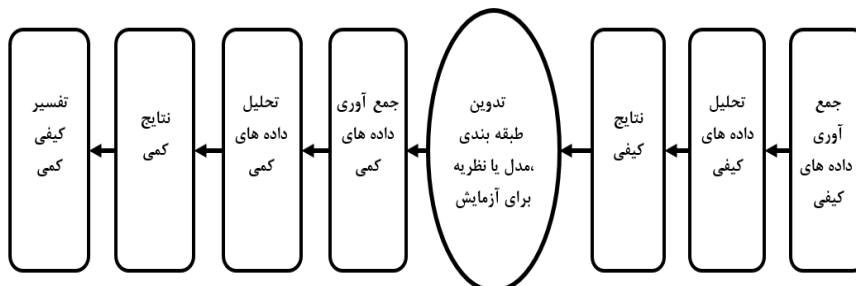 جمع
آوری
داده های
کیفی
تحلیل
داده های
کیفی
نتایج
کیفی
تدوین
طبقه بندی
،مدل یا نظریه
برای آزمایش
جمع آوری
داده های
کمی
تحلیل
داده های
کمی
نتایج
کمی
تفسیر
کیفی
کمی